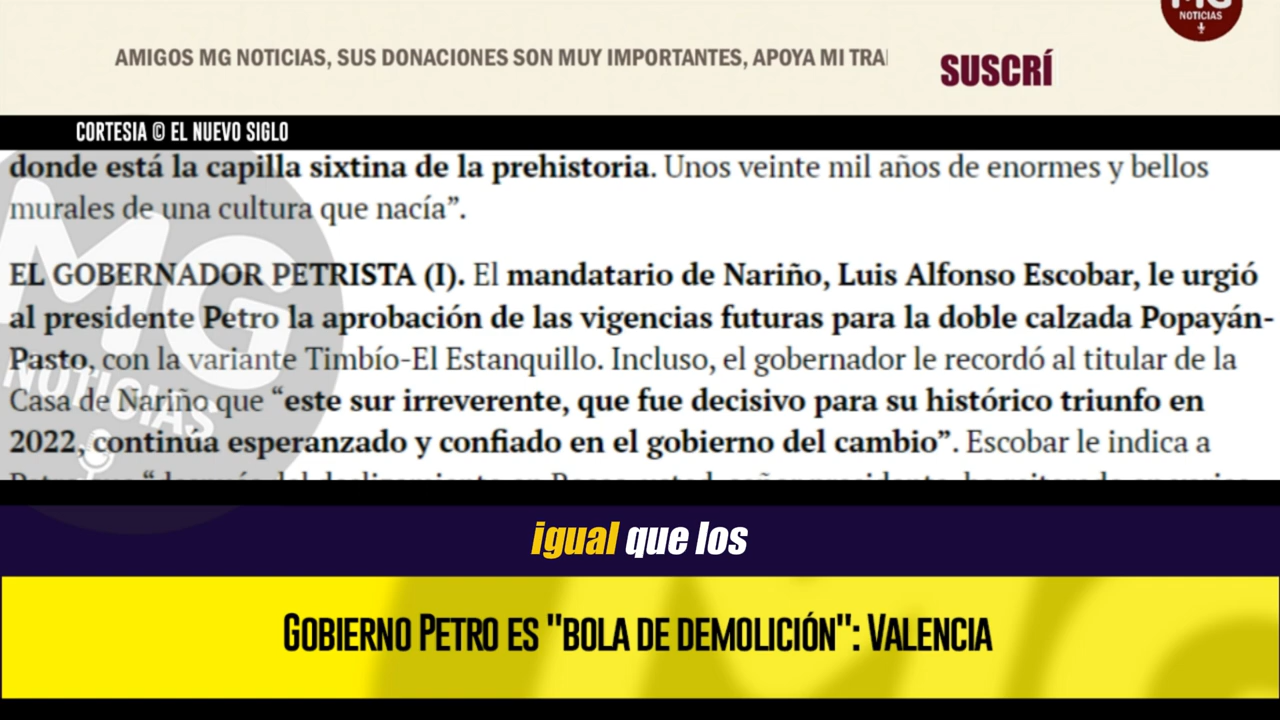 MG
NOTICIAS
AMIGOS MG NOTICIAS, SUS DONACIONES SON MUY IMPORTANTES, APOYA MI TRA
SUSCRÍ
CORTESIA © EL NUEVO SIGLO
donde está la capilla sixtina de la prehistoria. Unos veinte mil años de enormes y bellos
murales de una cultura que nacía”.
EL GOBERNADOR PETRISTA (I). El mandatario de Nariño, Luis Alfonso Escobar, le urgió
al presidente Petro la aprobación de las vigencias futuras para la doble calzada Popayán-
Pasto, con la variante Timbío-El Estanquillo. Incluso, el gobernador le recordó al titular de la
Casa de Nariño que “este sur irreverente, que fue decisivo para su histórico triunfo en
2022, continúa esperanzado y confiado en el gobierno del cambio”. Escobar le indica a
MG
NOTICIAS
igual que los
GOBIERNO PETRO ES "BOLA DE DEMOLICIÓN": VALENCIA